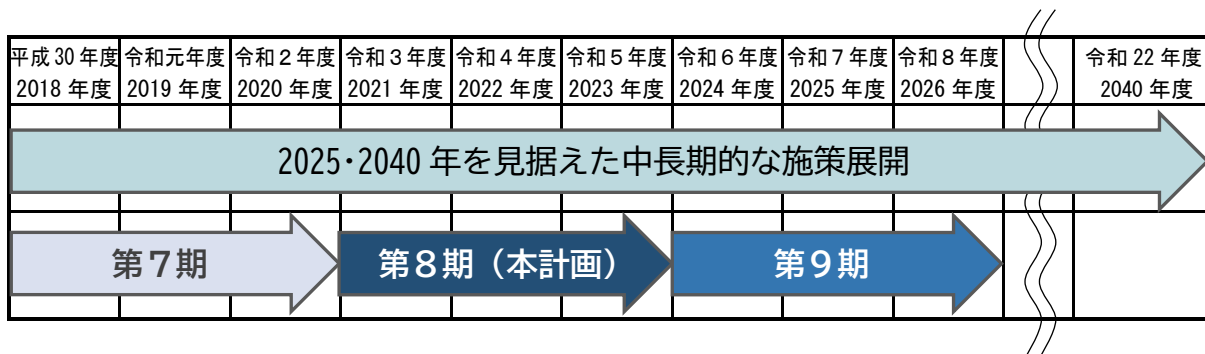 平成30年度 令和元年度 令和２年度 令和３年度 令和４年度 令和５年度 令和６年度 令和７年度 令和８年度 令和22年度
2018年度 2019年度 2020年度 2021年度 2022年度 2023年度 2024年度 2025年度 2026年度 2040年度
2025・2040年を見据えた中長期的な施策展開
第７期 第８期（本計画） 第９期